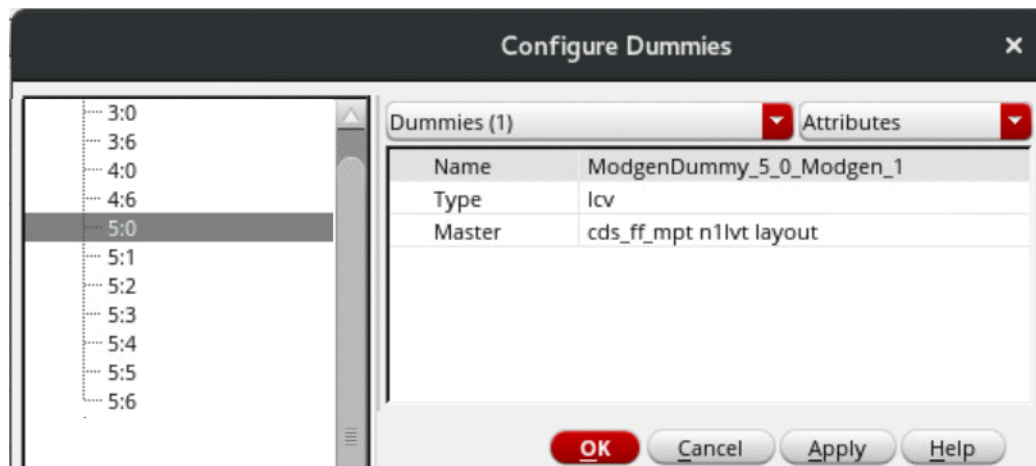 Configure Dummies ×
3:0
3:6
4:0
4:6
5:0
5:1
5:2
5:3
5:4
5:5
5:6
Dummies (1) Attributes
Name ModgenDummy_5_0_Modgen_1
Type lcv
Master cds_ff_mpt n1lvt layout
OK Cancel Apply Help